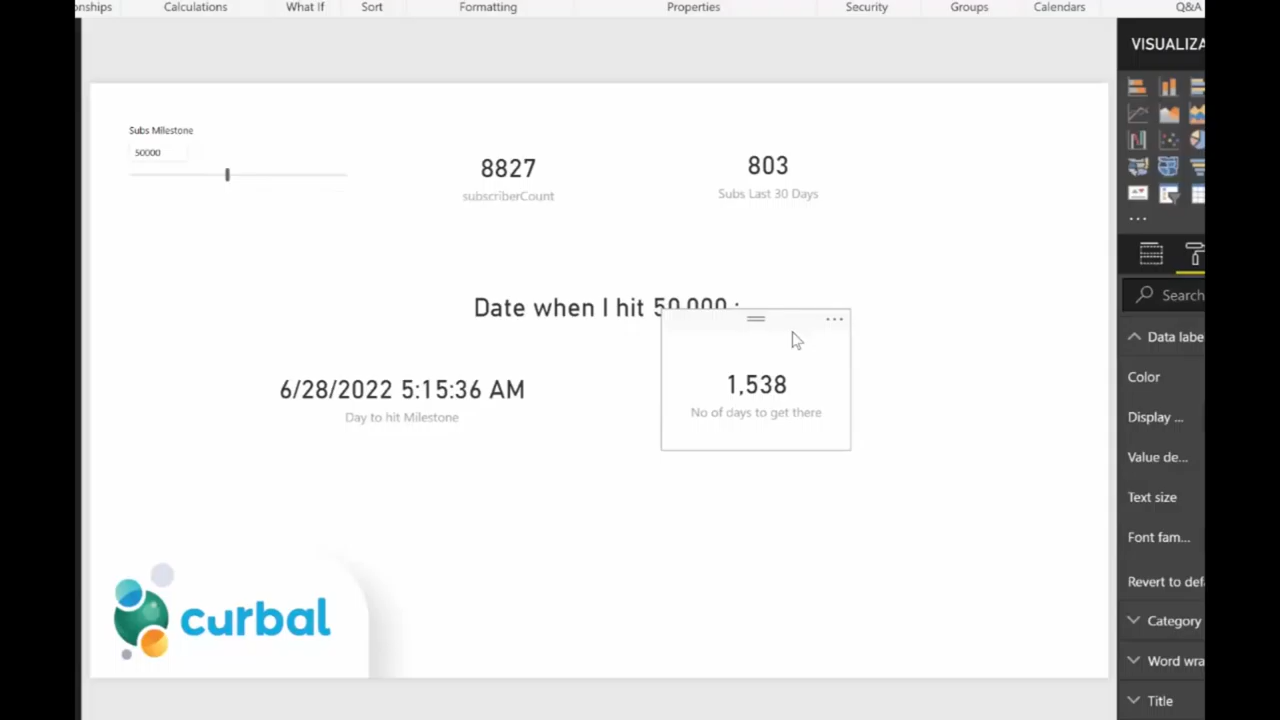 nships Calculations What If Sort Formatting Properties Security Groups Calendars Q&A
VISUALIZA
Subs Milestone
50000
8827
subscriberCount
803
Subs Last 30 Days
Date when I hit 50,000 :
6/28/2022 5:15:36 AM
Day to hit Milestone
1,538
No of days to get there
curbal
Search
Data labe
Color
Display ...
Value de...
Text size
Font fam...
Revert to def
Category
Word wra
Title